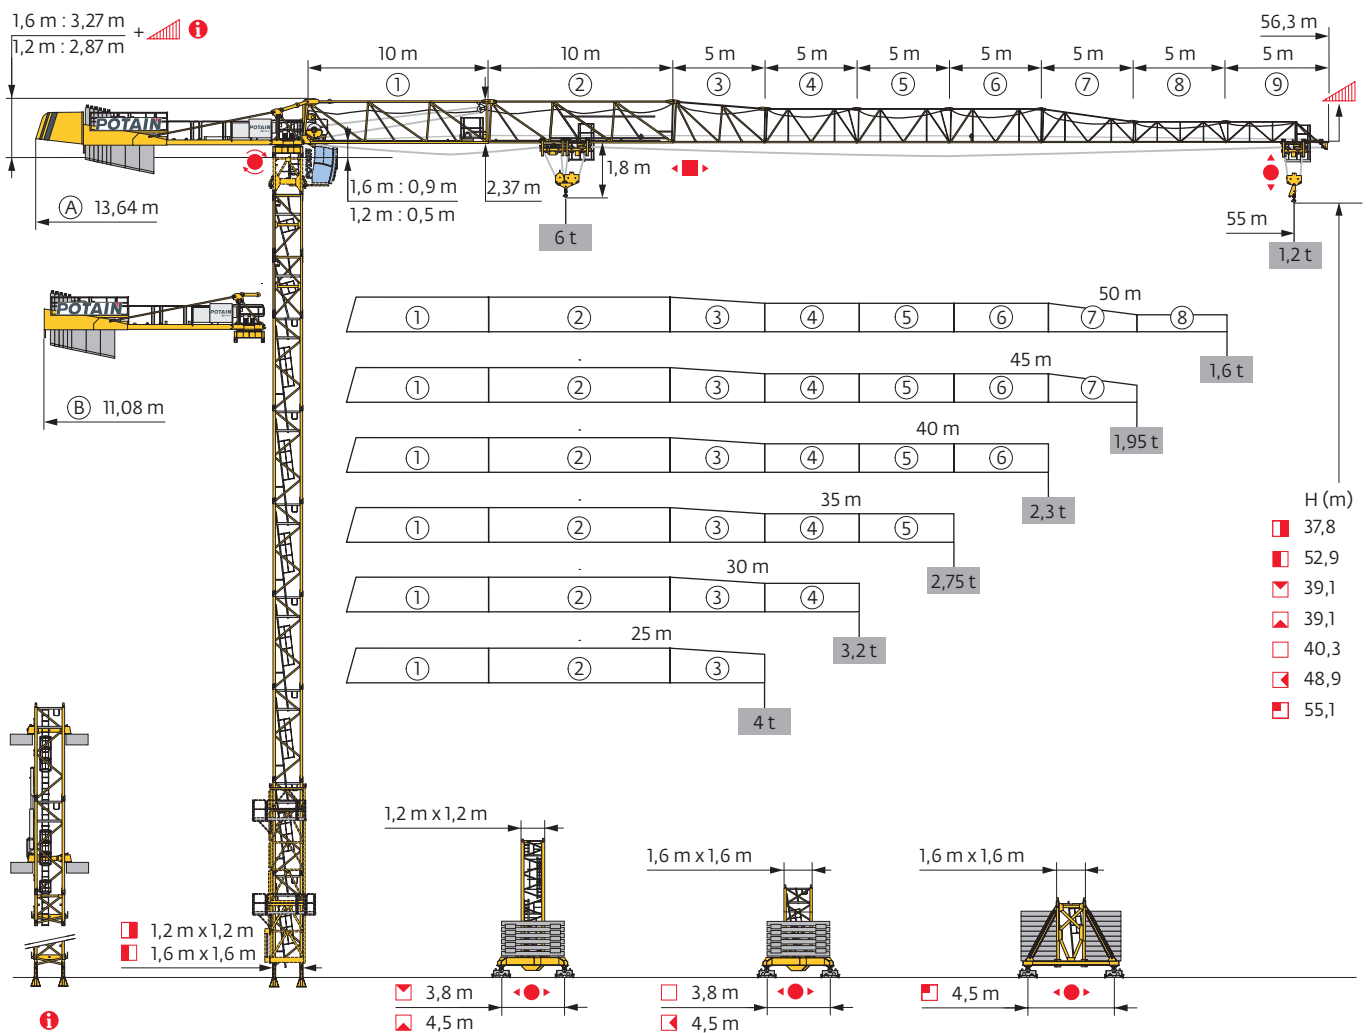 1,6 m : 3,27 m
1,2 m : 2,87 m
+ i
56,3 m
10 m 10 m 5 m 5 m 5 m 5 m 5 m 5 m 5 m
1 2 3 4 5 6 7 8 9
POTAIN POTAIN
1,6 m : 0,9 m
1,2 m : 0,5 m
2,37 m
1,8 m
A 13,64 m
6 t
55 m
1,2 t
POTAIN POTAIN
B 11,08 m
50 m
1 2 3 4 5 6 7 8
1,6 t
45 m
1 2 3 4 5 6 7
1,95 t
40 m
1 2 3 4 5 6
2,3 t
35 m
1 2 3 4 5
2,75 t
30 m
1 2 3 4
3,2 t
25 m
1 2 3
4 t
H (m)
37,8
52,9
39,1
39,1
40,3
48,9
55,1
1,2 m x 1,2 m
1,6 m x 1,6 m
1,2 m x 1,2 m
3,8 m
4,5 m
1,6 m x 1,6 m
3,8 m
4,5 m
1,6 m x 1,6 m
4,5 m
i